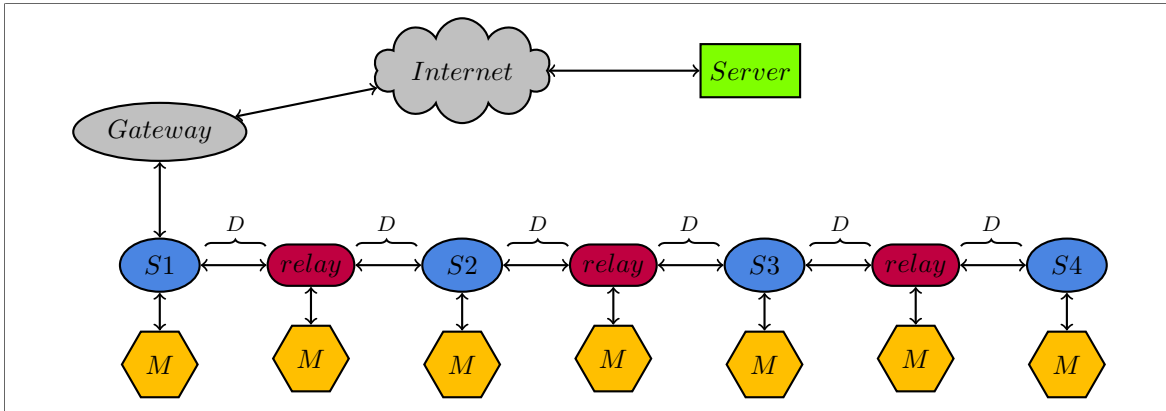 Internet Server
Gateway
D D D D D D
S1 relay S2 relay S3 relay S4
M M M M M M M